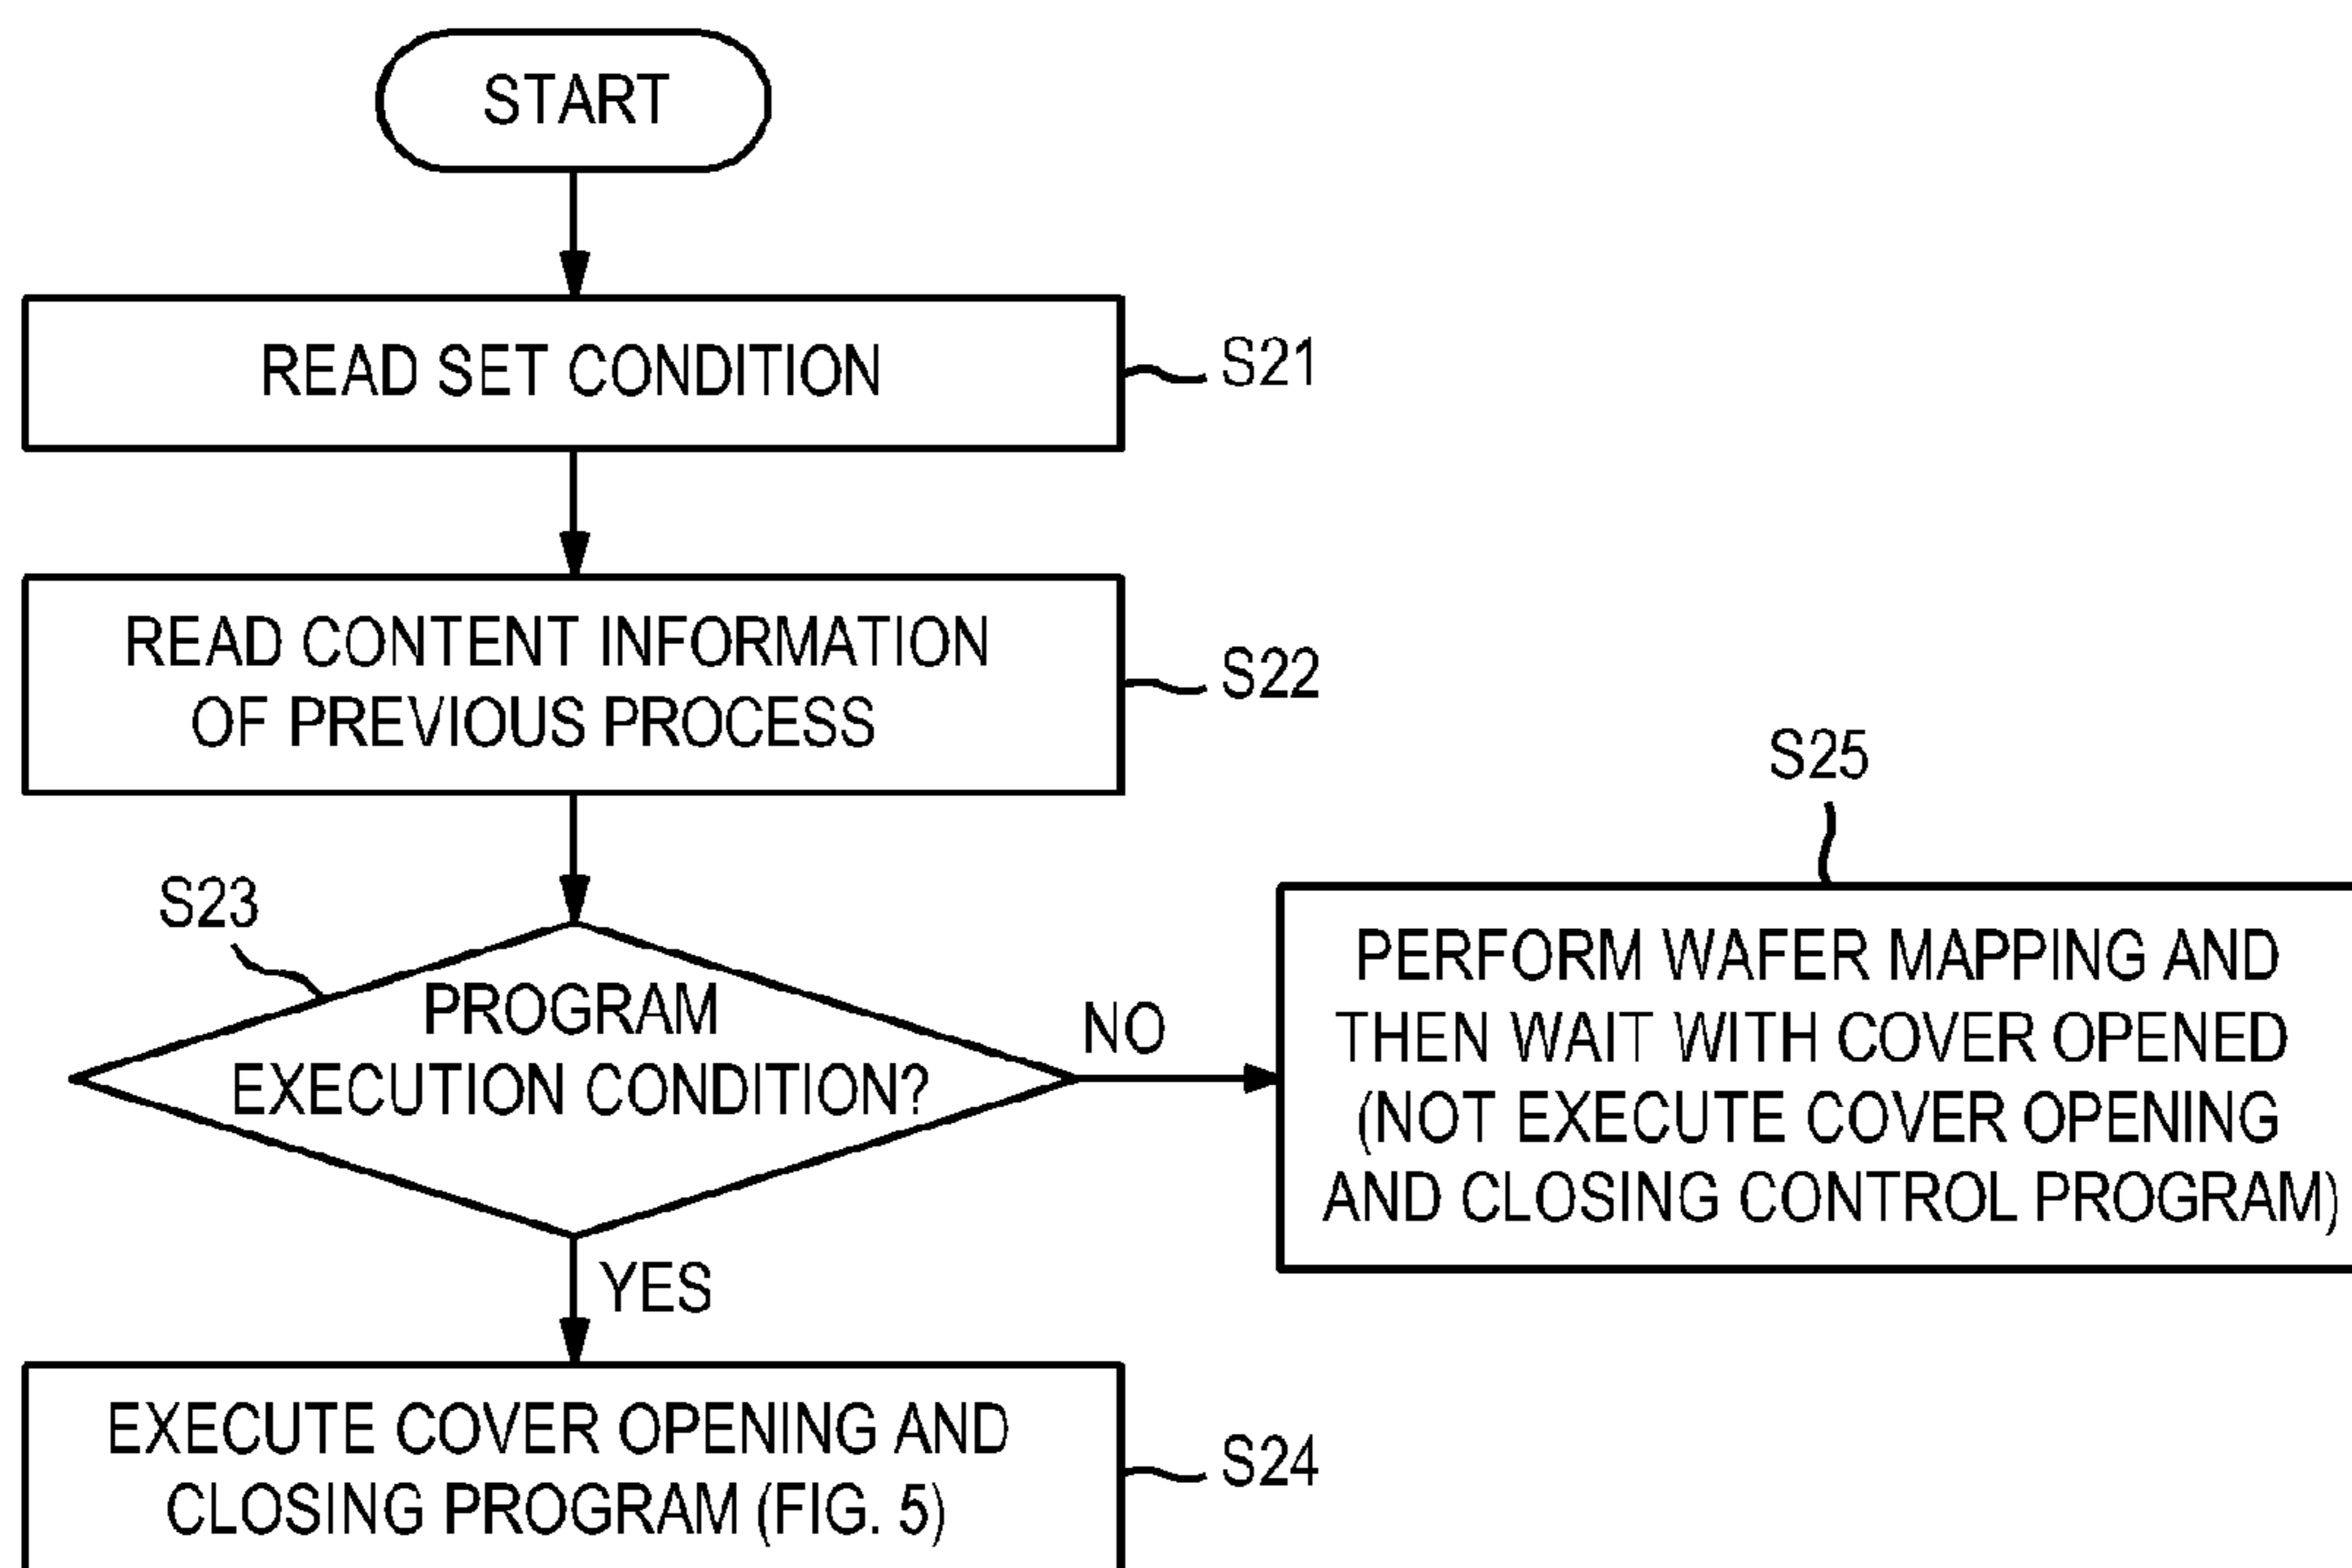 START
READ SET CONDITION
S21
READ CONTENT INFORMATION
OF PREVIOUS PROCESS
S22
S23
PROGRAM
EXECUTION CONDITION?
NO
S25
PERFORM WAFER MAPPING AND
THEN WAIT WITH COVER OPENED
(NOT EXECUTE COVER OPENING
AND CLOSING CONTROL PROGRAM)
YES
EXECUTE COVER OPENING AND
CLOSING PROGRAM (FIG. 5)
S24